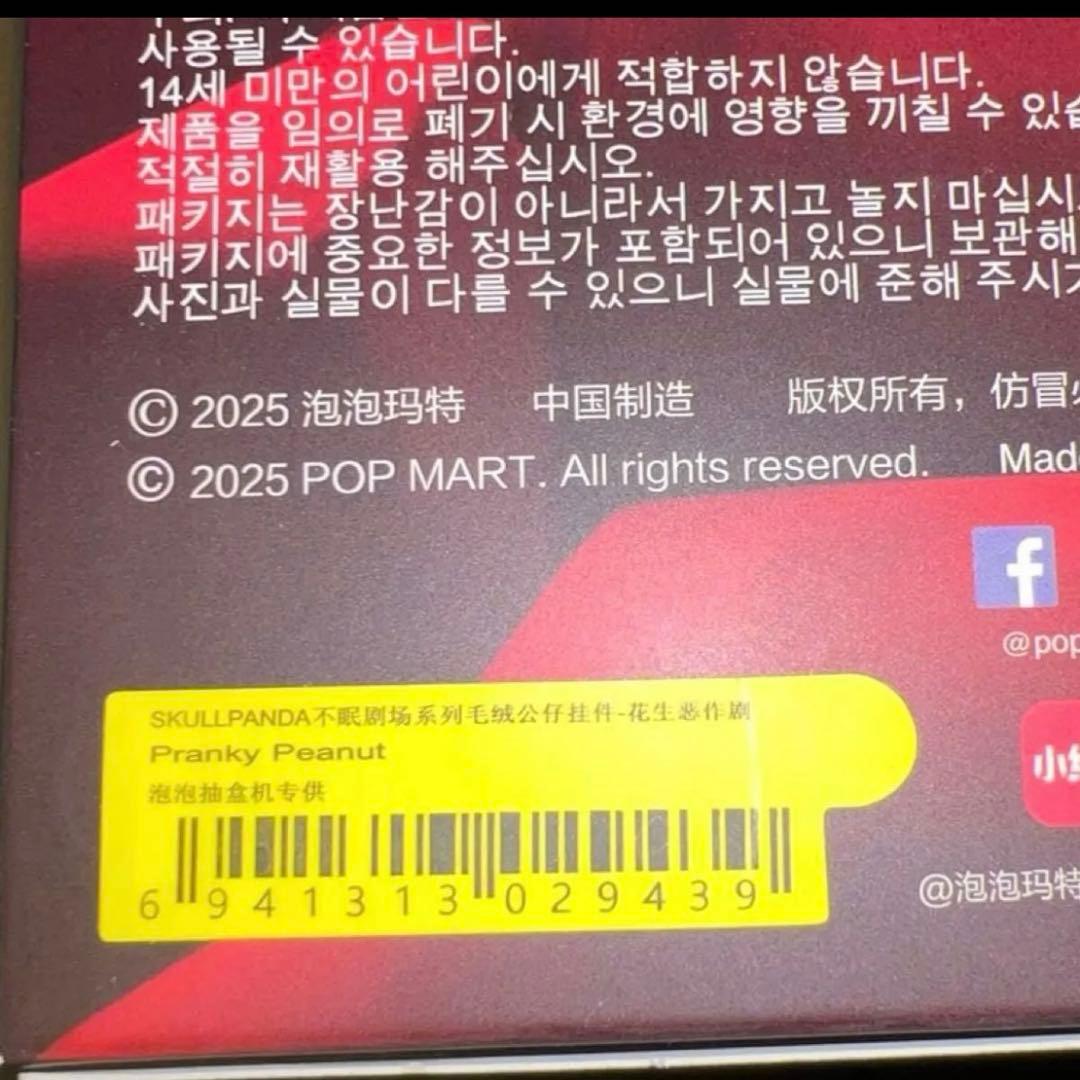 사용될 수 있습니다.
14세 미만의 어린이에게 적합하지 않습니다.
제품을 임의로 폐기 시 환경에 영향을 끼칠 수 있습
적절히 재활용 해주십시오.
패키지는 장난감이 아니라서 가지고 놀지 마십시
패키지에 중요한 정보가 포함되어 있으니 보관해
사진과 실물이 다를 수 있으니 실물에 준해 주시기
© 2025 泡泡玛特 中国制造 版权所有，仿冒必
© 2025 POP MART. All rights reserved. Made
f
@pop
SKULLPANDA不眠剧场系列毛绒公仔挂件-花生恶作剧
Pranky Peanut
泡泡抽盒机专供
6 941313 029439
小红
@泡泡玛特